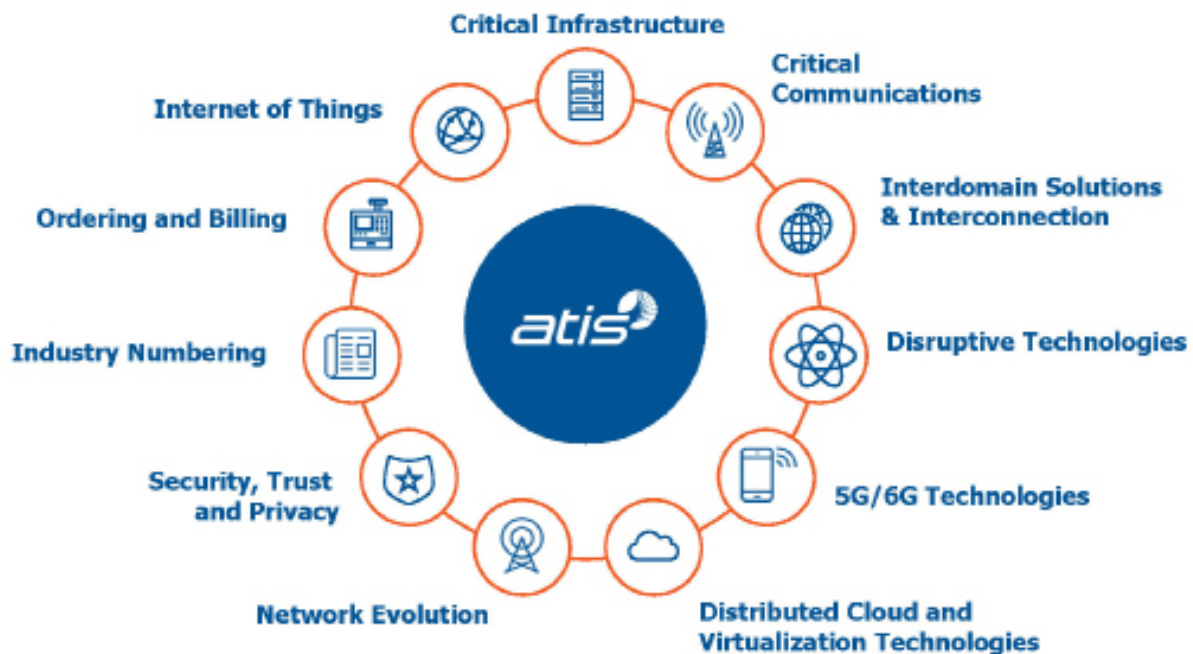 Critical Infrastructure
Critical
Communications
Interdomain Solutions
& Interconnection
Disruptive Technologies
5G/6G Technologies
Distributed Cloud and
Virtualization Technologies
Network Evolution
Security, Trust
and Privacy
Industry Numbering
Ordering and Billing
Internet of Things
atis